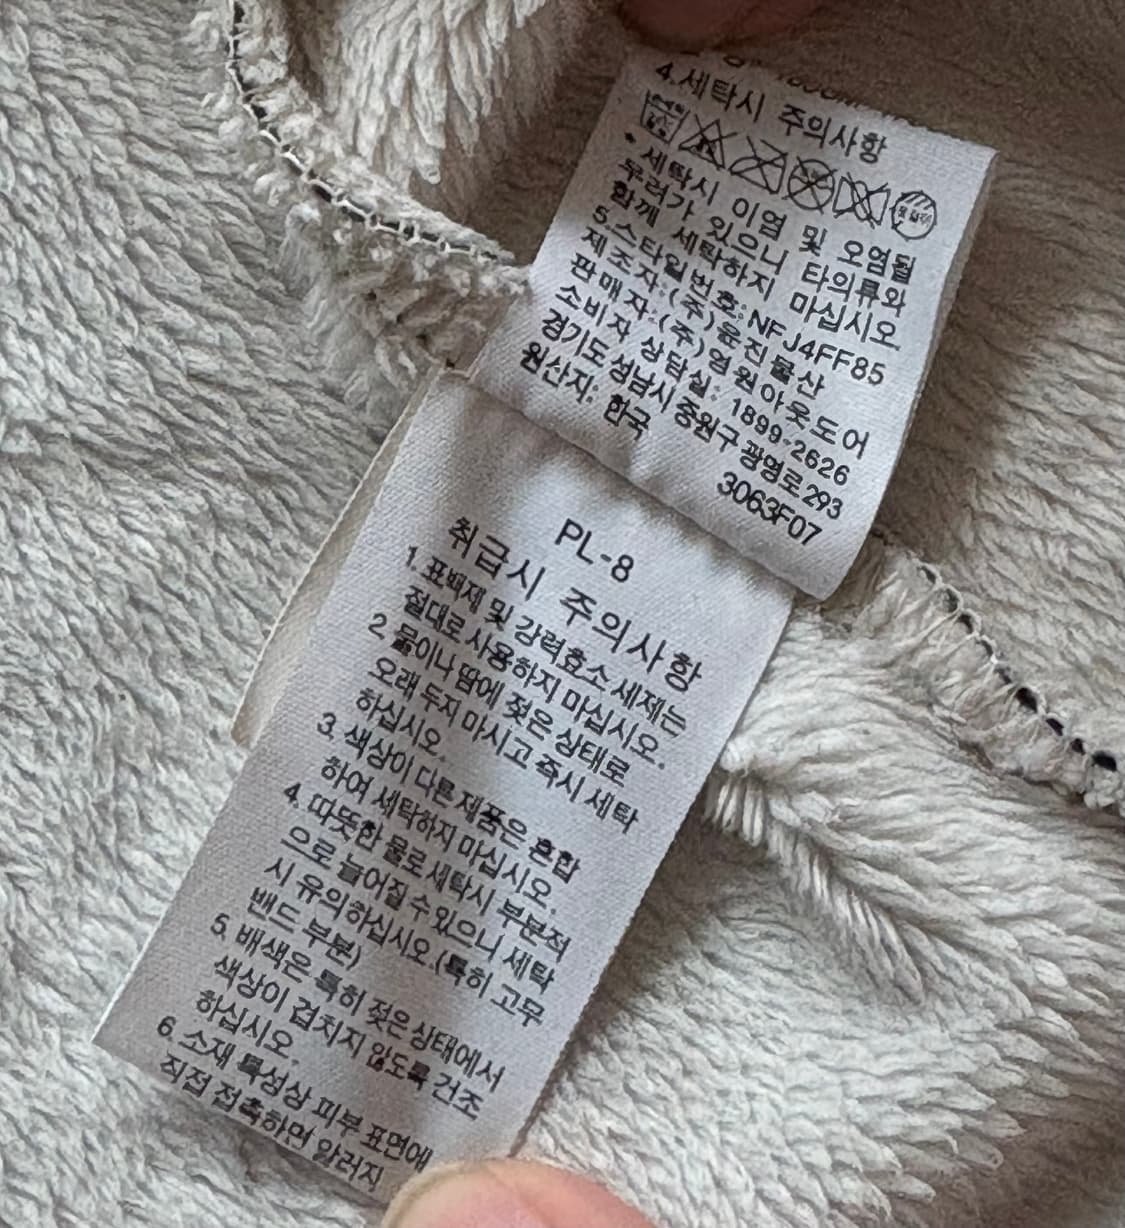 4.세탁시 주의사항
* 세탁시 이염 및 오염될
우려가 있으니 타의류와
함께 세탁하지 마십시오
5.스타일번호:NFJ4FF85
제조자:(주)윤진물산
판매자:(주)영원아웃도어
소비자 상담실: 1899-2626
경기도 성남시 중원구 광명로 293
원산지: 한국
3063F07
PL-8
취급시 주의사항
1. 표백제 및 강력효소 세제는
절대로 사용하지 마십시오.
2. 물이나 땀에 젖은 상태로
오래 두지 마시고 즉시 세탁
하십시오.
3. 색상이 다른 제품은 혼합
하여 세탁하지 마십시오.
4. 따뜻한 물로 세탁시 부분적
으로 늘어질 수 있으니 세탁
시 유의하십시오.(특히 고무
밴드 부분)
5. 배색은 특히 젖은 상태에서
색상이 겹치지 않도록 건조
하십시오.
6. 소재 특성상 피부 표면에
직접 접촉하면 알러지